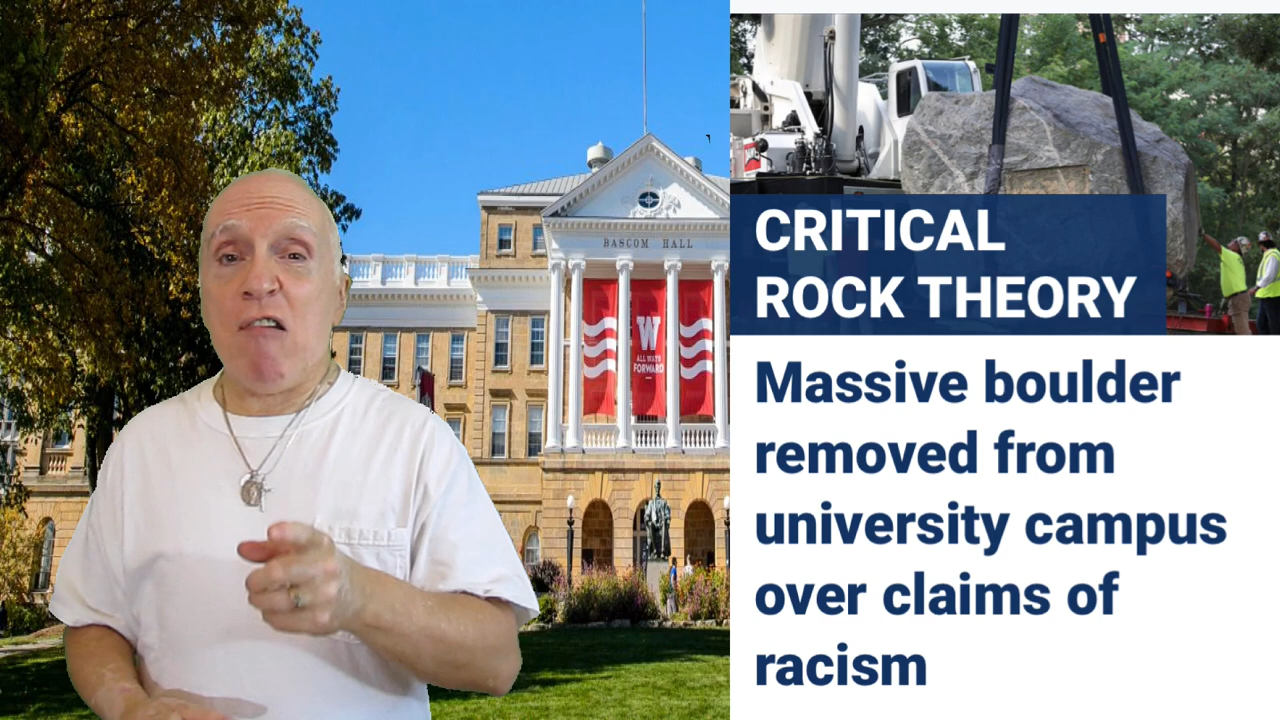 BASCOM HALL
W
ALL WAYS
FORWARD
CRITICAL
ROCK THEORY
Massive boulder
removed from
university campus
over claims of
racism